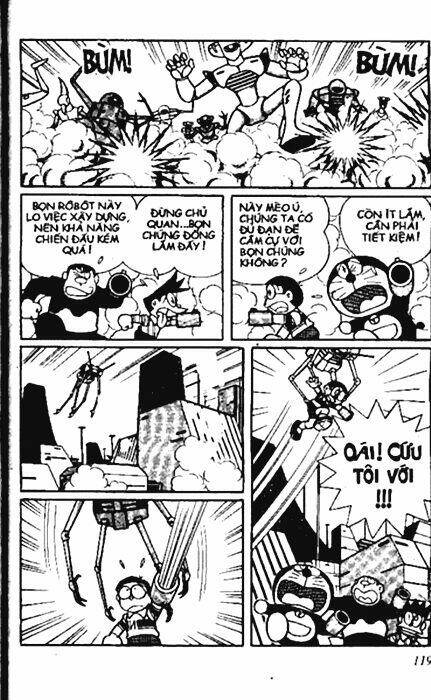 BÙM!
BÙM!
BỌN RÔBỐT NÀY
LO VIỆC XÂY DỰNG,
NÊN KHẢ NĂNG
CHIẾN ĐẤU KÉM
QUÁ!
ĐỪNG CHỦ
QUAN...BỌN
CHÚNG ĐÔNG
LẮM ĐẤY!
NÀY MÈO Ú,
CHÚNG TA CÓ
ĐỦ ĐẠN ĐỂ
CẦM CỰ VỚI
BỌN CHÚNG
KHÔNG?
CÒN ÍT LẮM,
CẦN PHẢI
TIẾT KIỆM!
OÁI! CỨU
TÔI VỚI
!!!
119